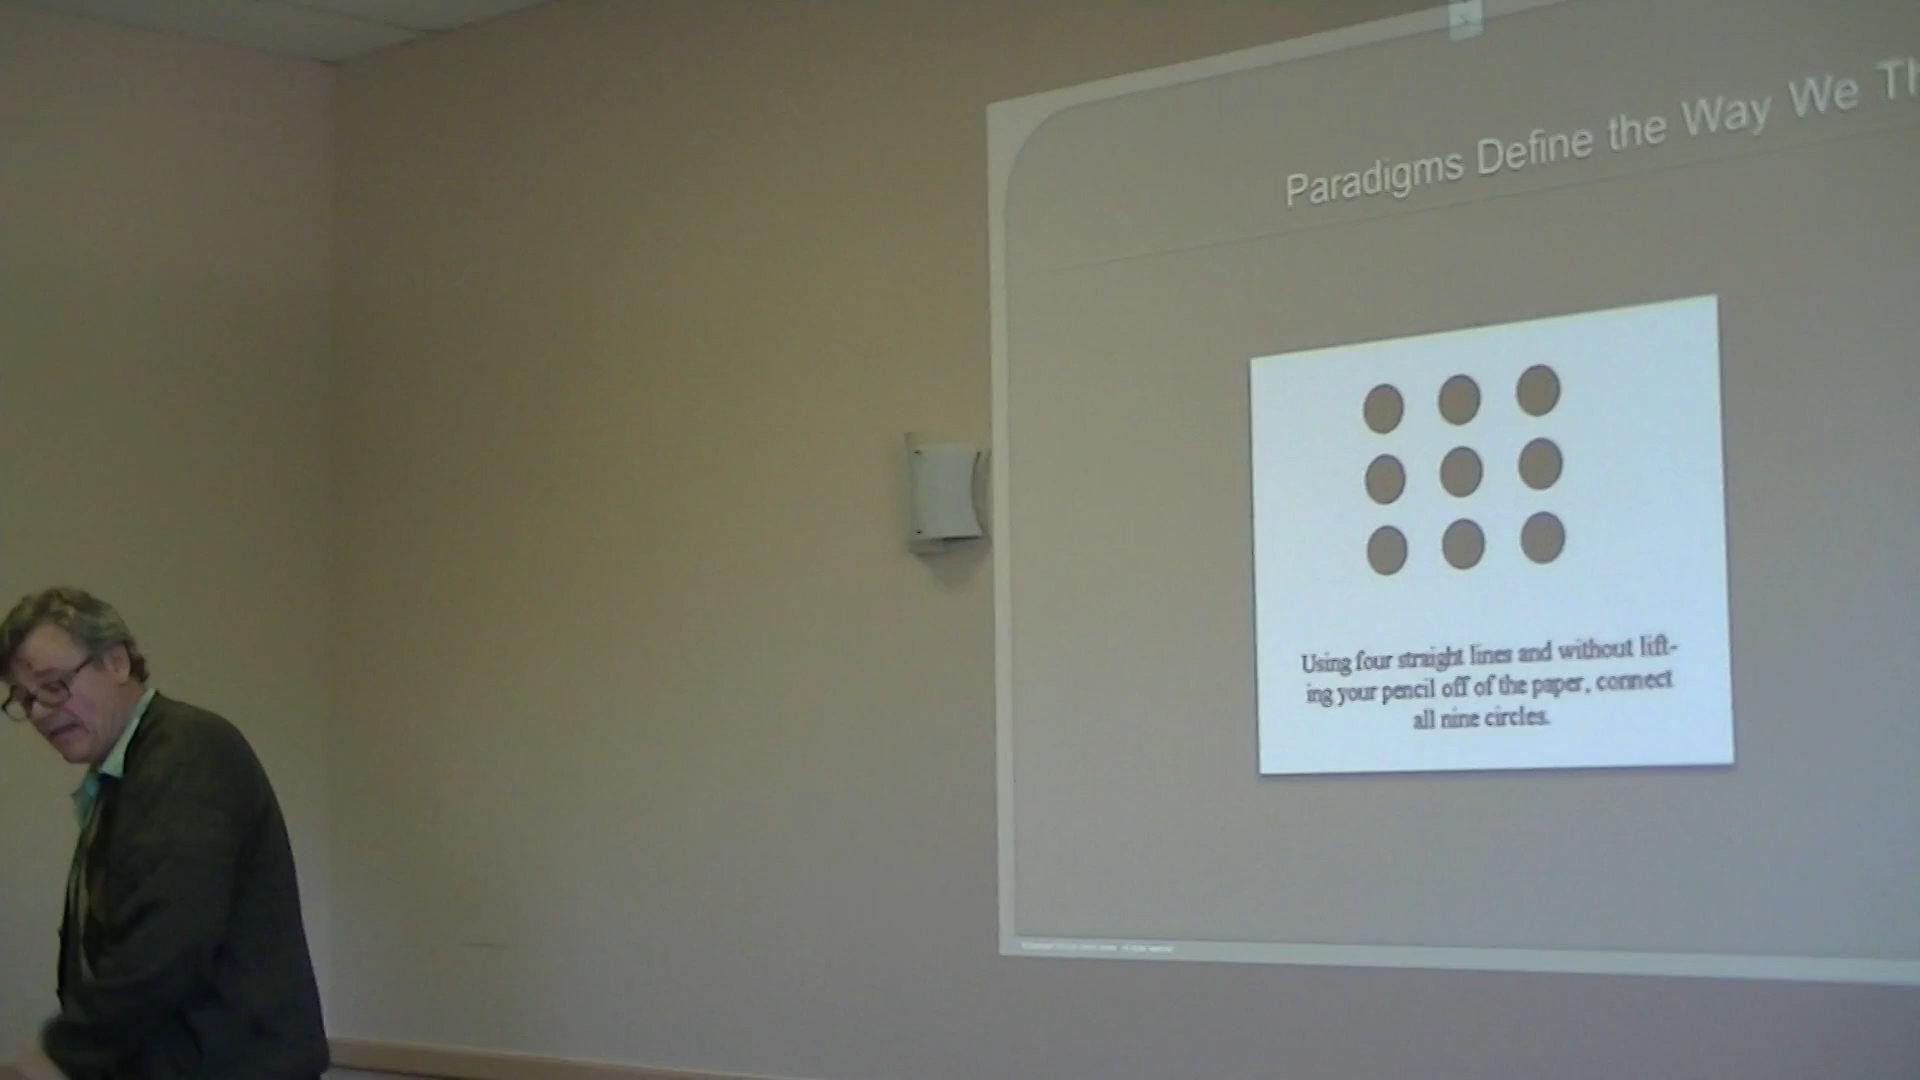 Paradigms Define the Way We Th
Using four straight lines and without lift-
ing your pencil off of the paper, connect
all nine circles.